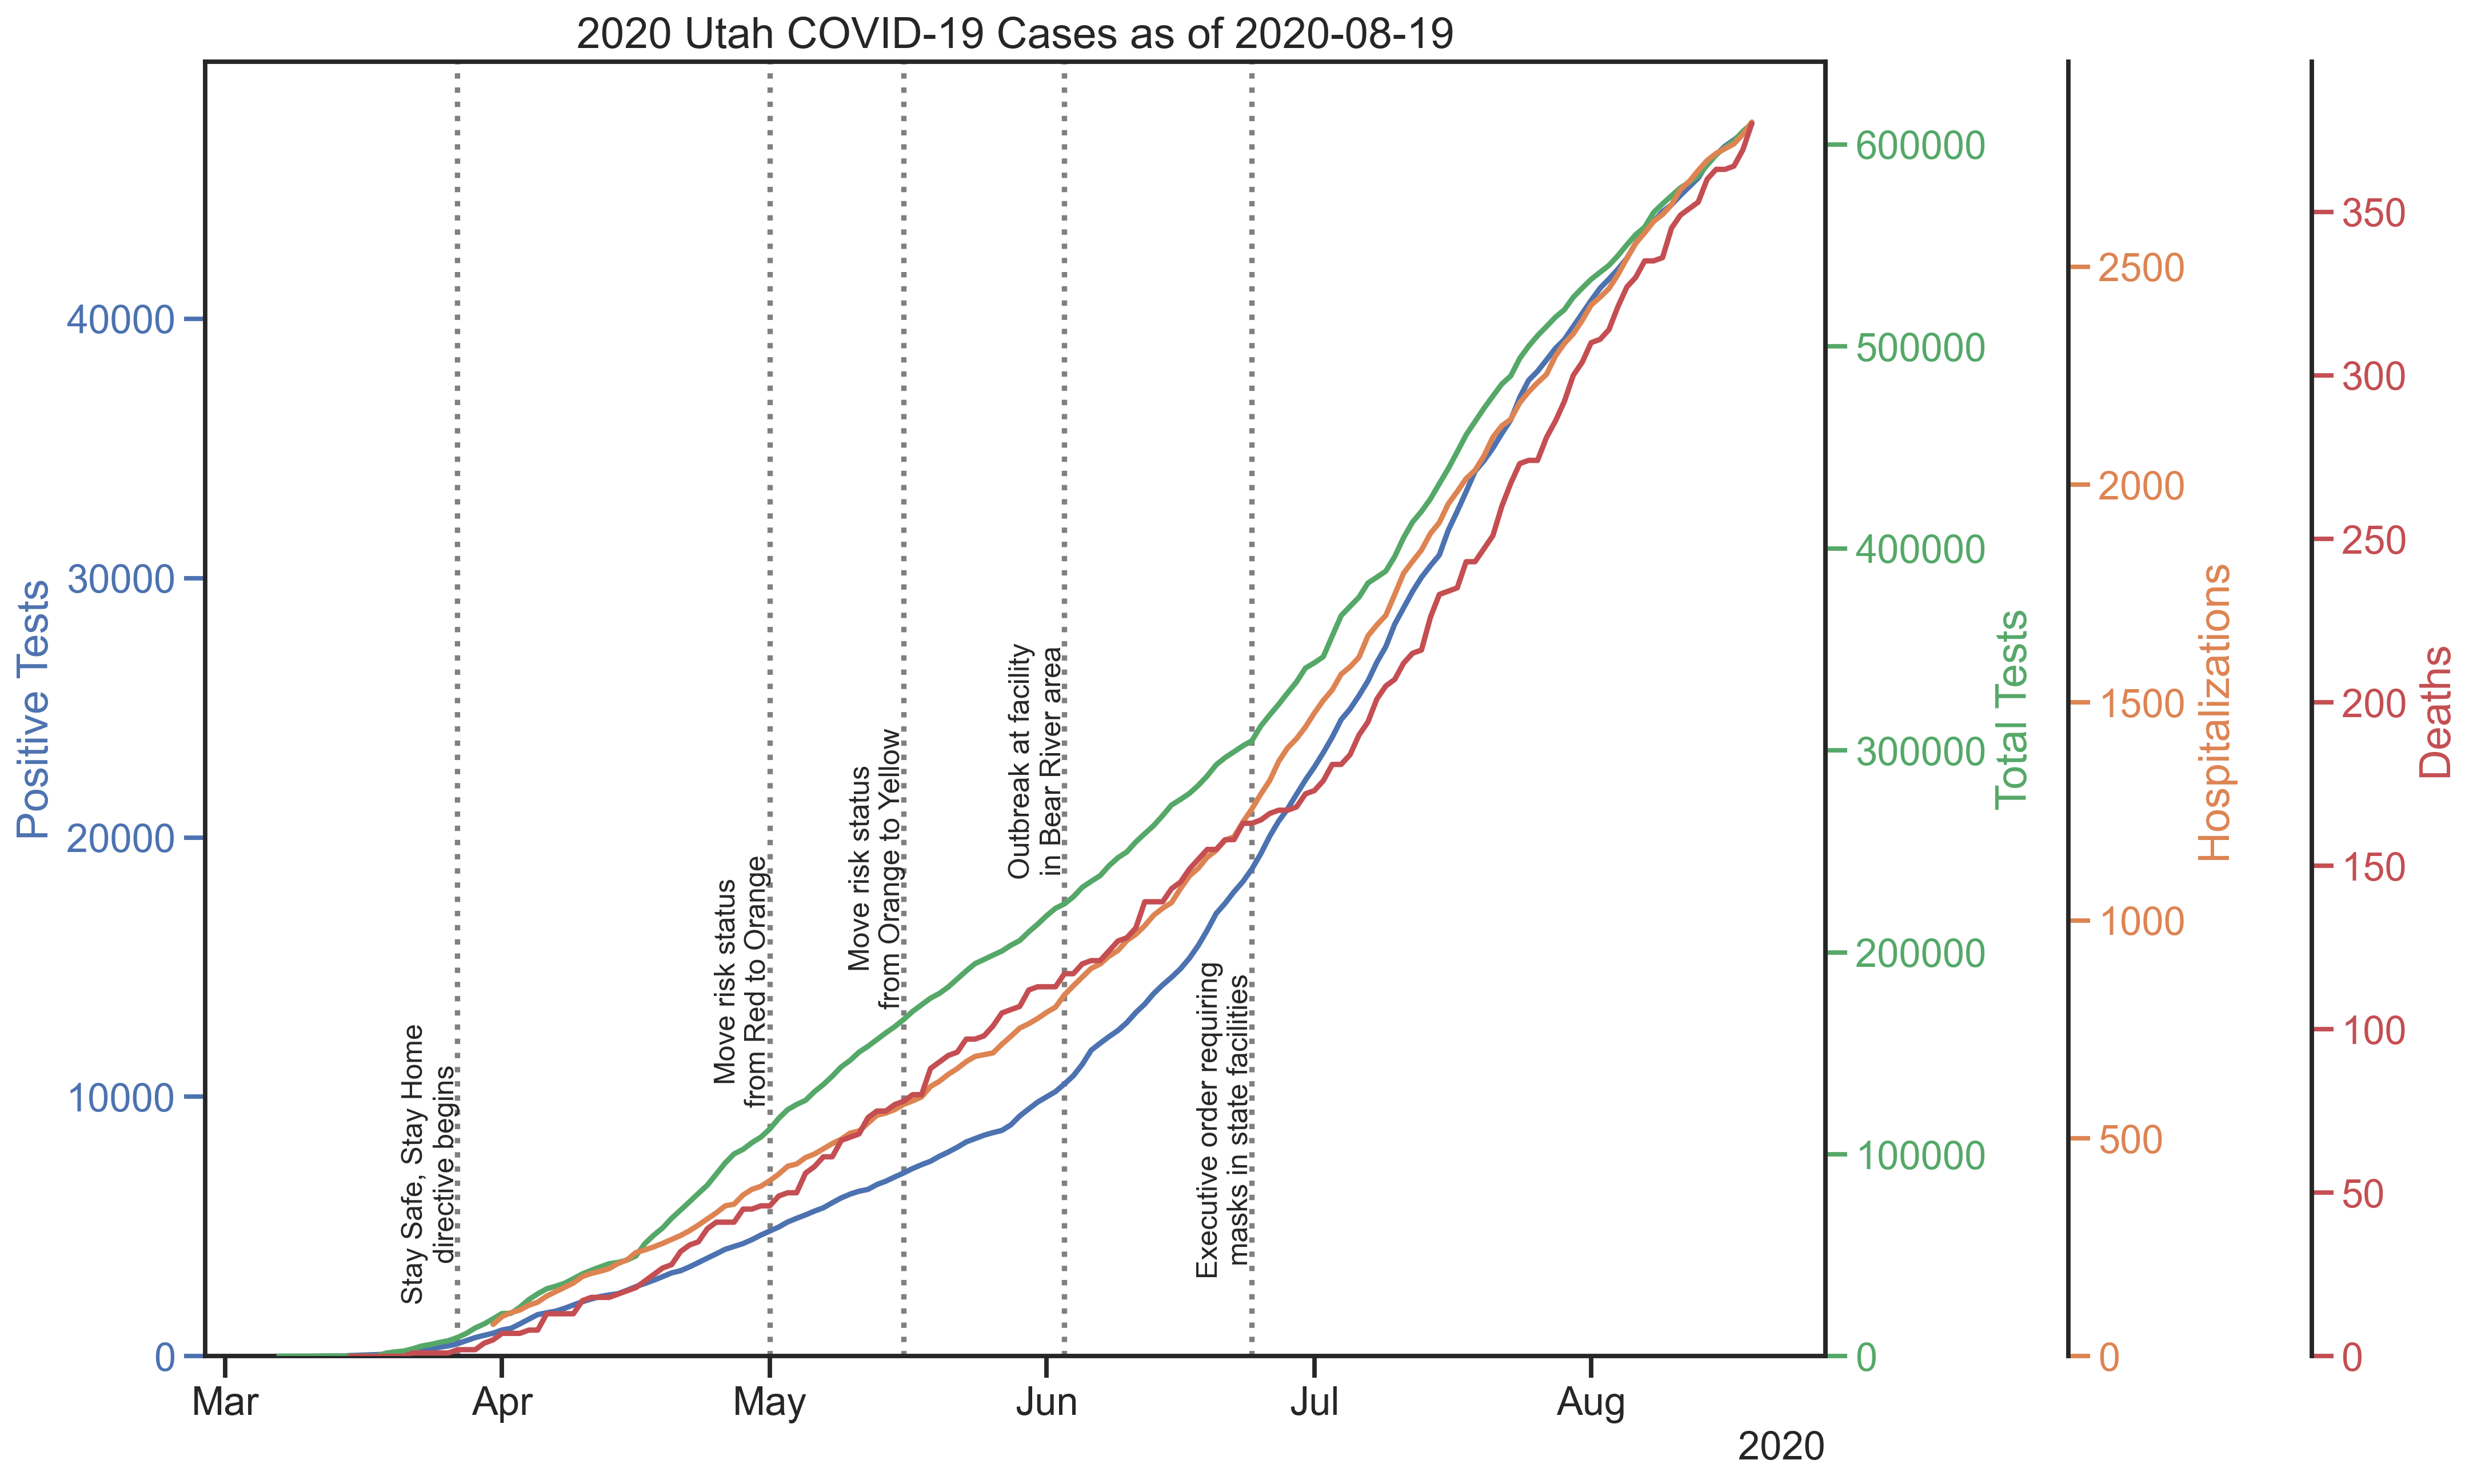 2020 Utah COVID-19 Cases as of 2020-08-19
Positive Tests
40000
30000
20000
10000
0
Stay Safe, Stay Home
directive begins
Move risk status
from Red to Orange
Move risk status
from Orange to Yellow
Outbreak at facility
in Bear River area
Executive order requiring
masks in state facilities
Mar
Apr
May
Jun
Jul
Aug
2020
600000
500000
400000
300000
200000
100000
0
Total Tests
2500
2000
1500
1000
500
0
Hospitalizations
350
300
250
200
150
100
50
0
Deaths